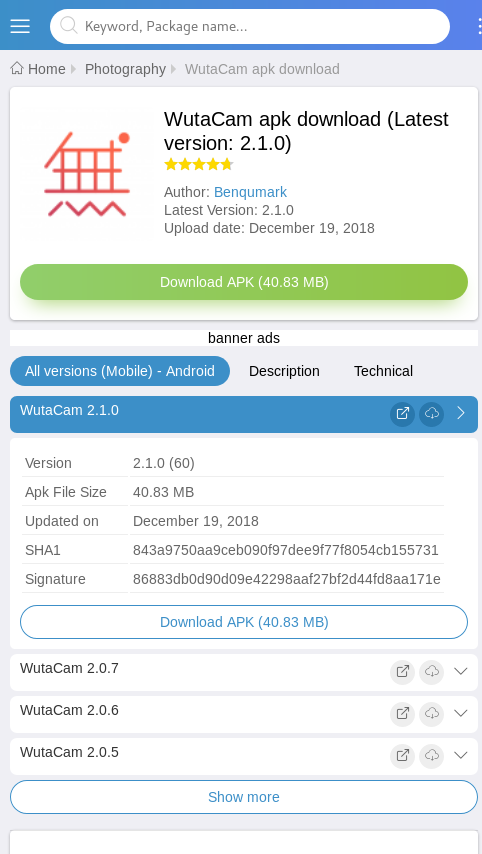 Keyword, Package name...
Home Photography WutaCam apk download
無
WutaCam apk download (Latest
version: 2.1.0)
Author: Benqumark
Latest Version: 2.1.0
Upload date: December 19, 2018
Download APK (40.83 MB)
banner ads
All versions (Mobile) - Android Description Technical
WutaCam 2.1.0
Version 2.1.0 (60)
Apk File Size 40.83 MB
Updated on December 19, 2018
SHA1 843a9750aa9ceb090f97dee9f77f8054cb155731
Signature 86883db0d90d09e42298aaf27bf2d44fd8aa171e
Download APK (40.83 MB)
WutaCam 2.0.7
WutaCam 2.0.6
WutaCam 2.0.5
Show more